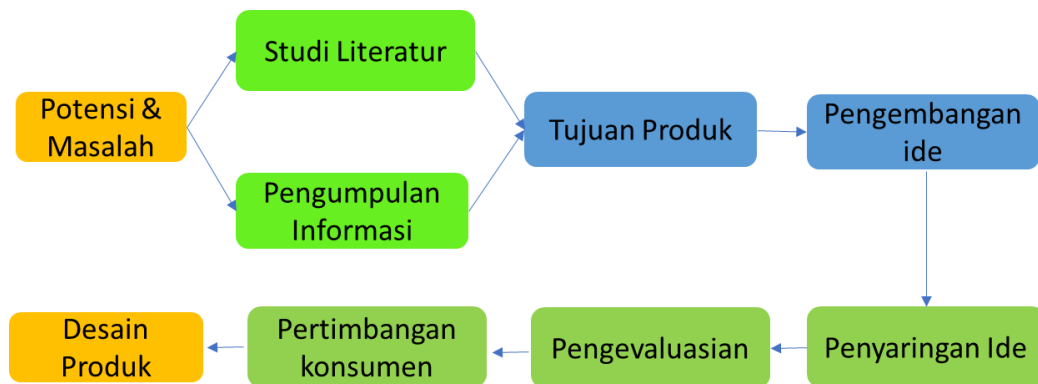 Potensi &
Masalah
Studi Literatur
Pengumpulan
Informasi
Tujuan Produk
Pengembangan
ide
Penyaringan Ide
Pengevaluasian
Pertimbangan
konsumen
Desain
Produk